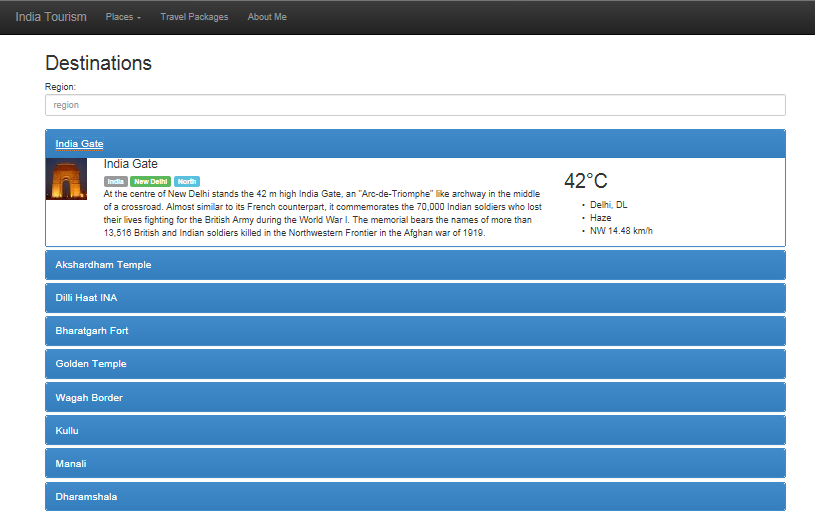 India Tourism Places Travel Packages About Me
Destinations
Region:
region
India Gate
India Gate
India New Delhi North
At the centre of New Delhi stands the 42 m high India Gate, an "Arc-de-Triomphe" like archway in the middle
of a crossroad. Almost similar to its French counterpart, it commemorates the 70,000 Indian soldiers who lost
their lives fighting for the British Army during the World War I. The memorial bears the names of more than
13,516 British and Indian soldiers killed in the Northwestern Frontier in the Afghan war of 1919.
42°C
• Delhi, DL
• Haze
• NW 14.48 km/h
Akshardham Temple
Dilli Haat INA
Bharatgarh Fort
Golden Temple
Wagah Border
Kullu
Manali
Dharamshala